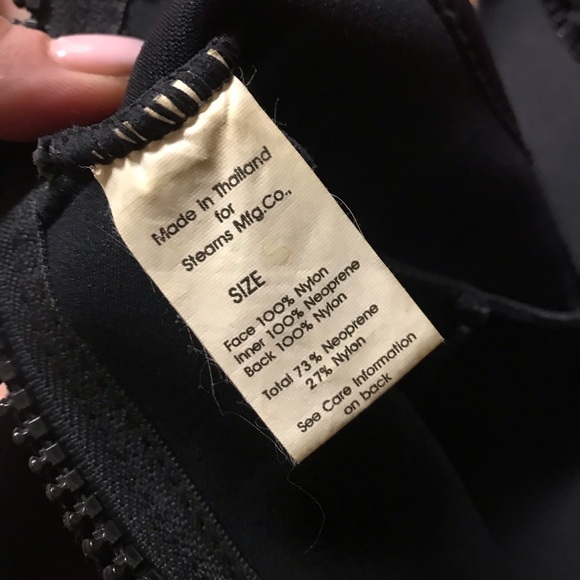 Made in Thailand
for
Stearns Mfg.Co.,
SIZE S
Face 100% Nylon
Inner 100% Neoprene
Back 100% Nylon
Total 73% Neoprene
27% Nylon
See Care Information
on back